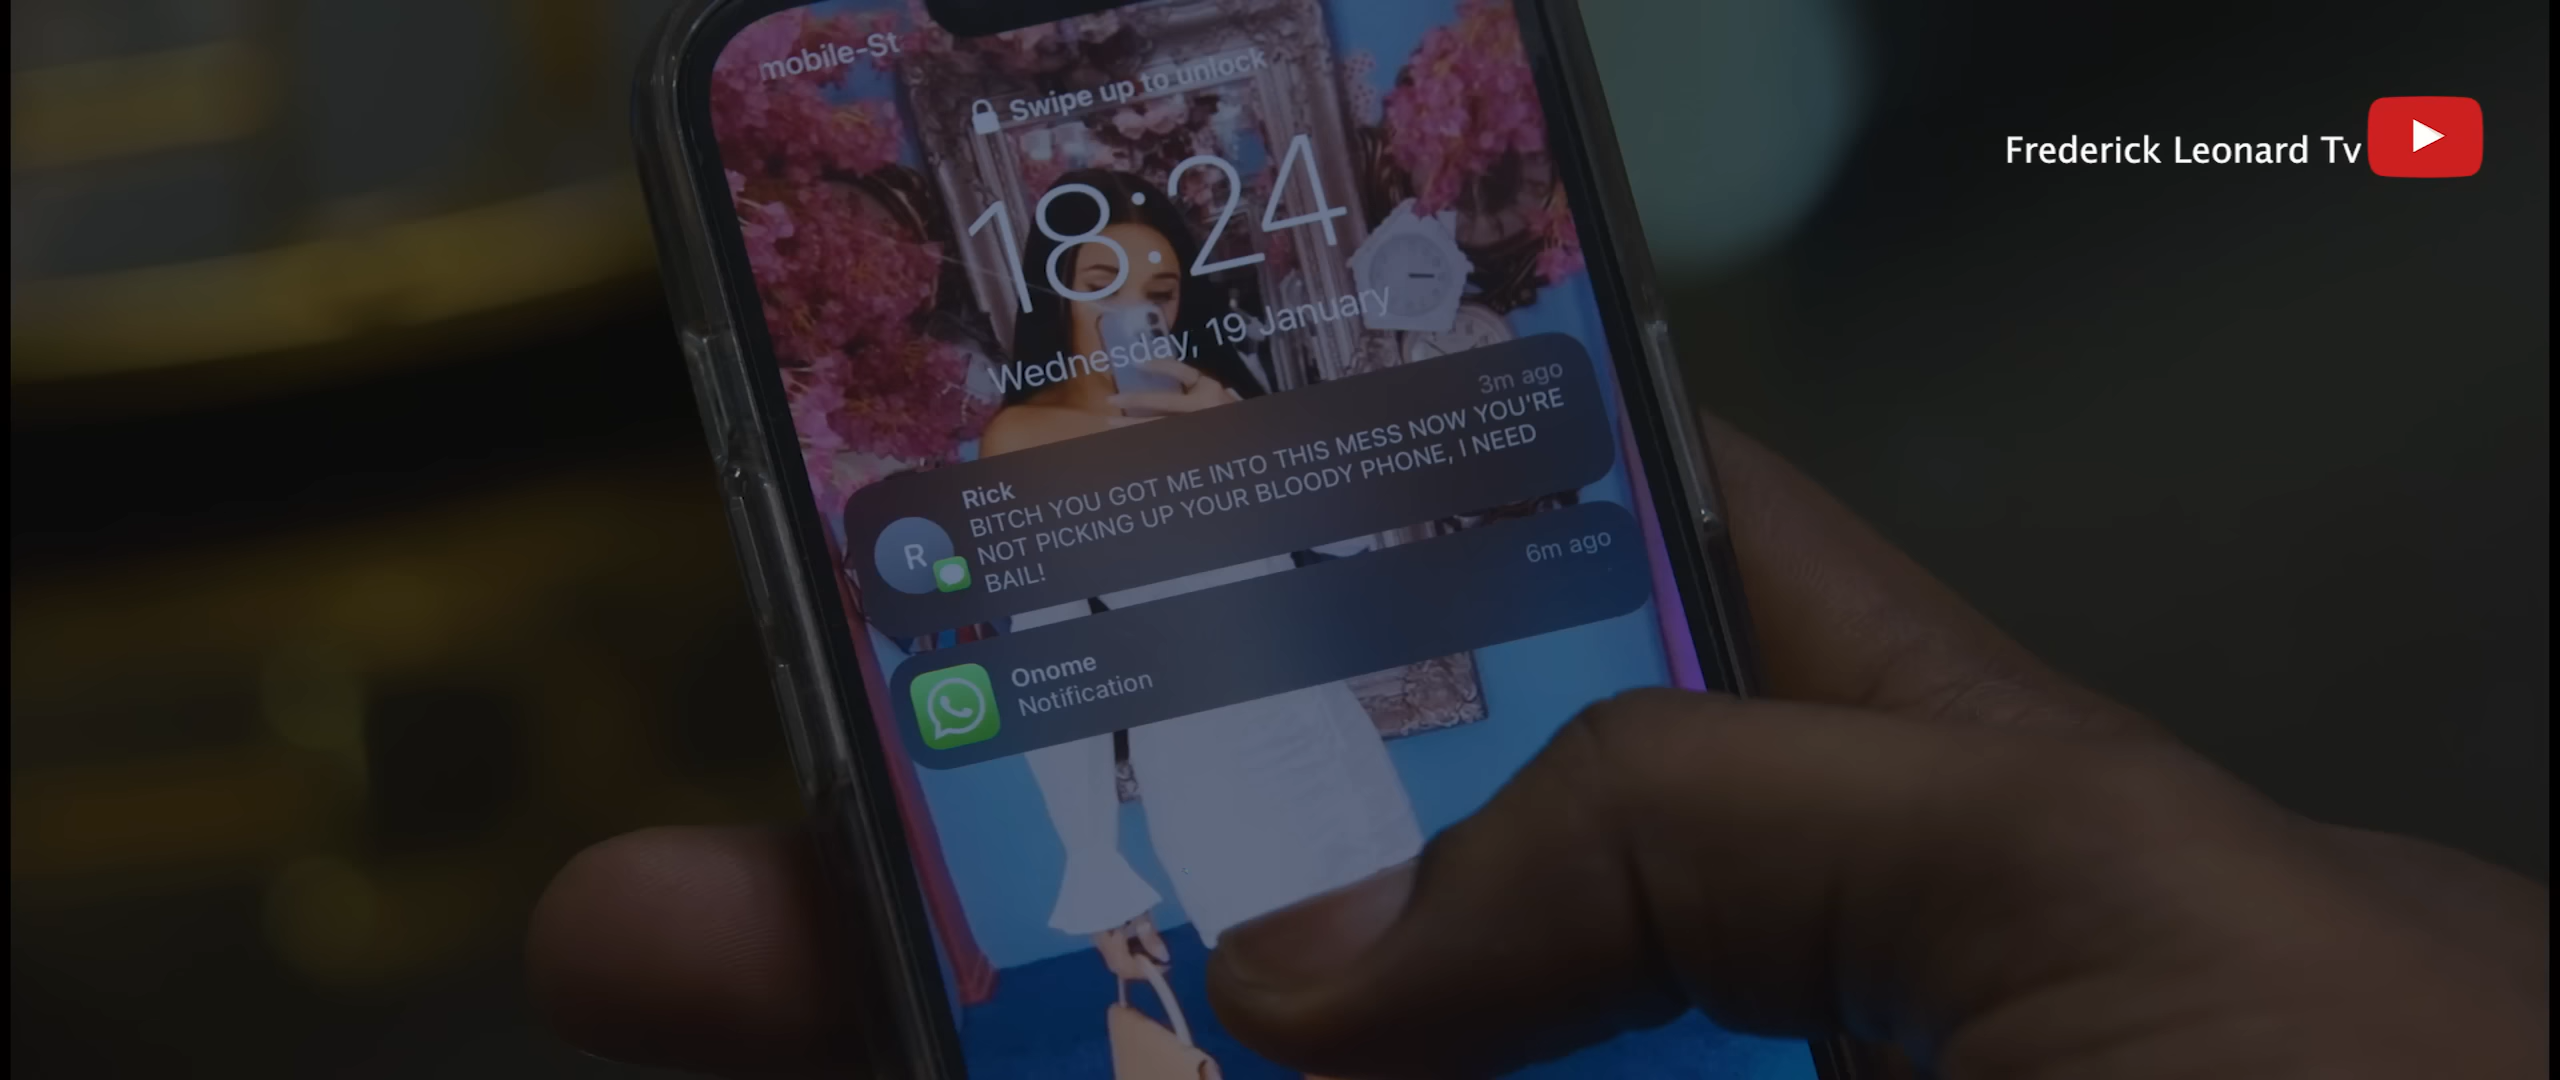 mobile-St
Swipe up to unlock
18:24
Wednesday, 19 January
3m ago
Rick
BITCH YOU GOT ME INTO THIS MESS NOW YOU'RE
NOT PICKING UP YOUR BLOODY PHONE, I NEED
BAIL!
6m ago
Onome
Notification
R
Frederick Leonard Tv